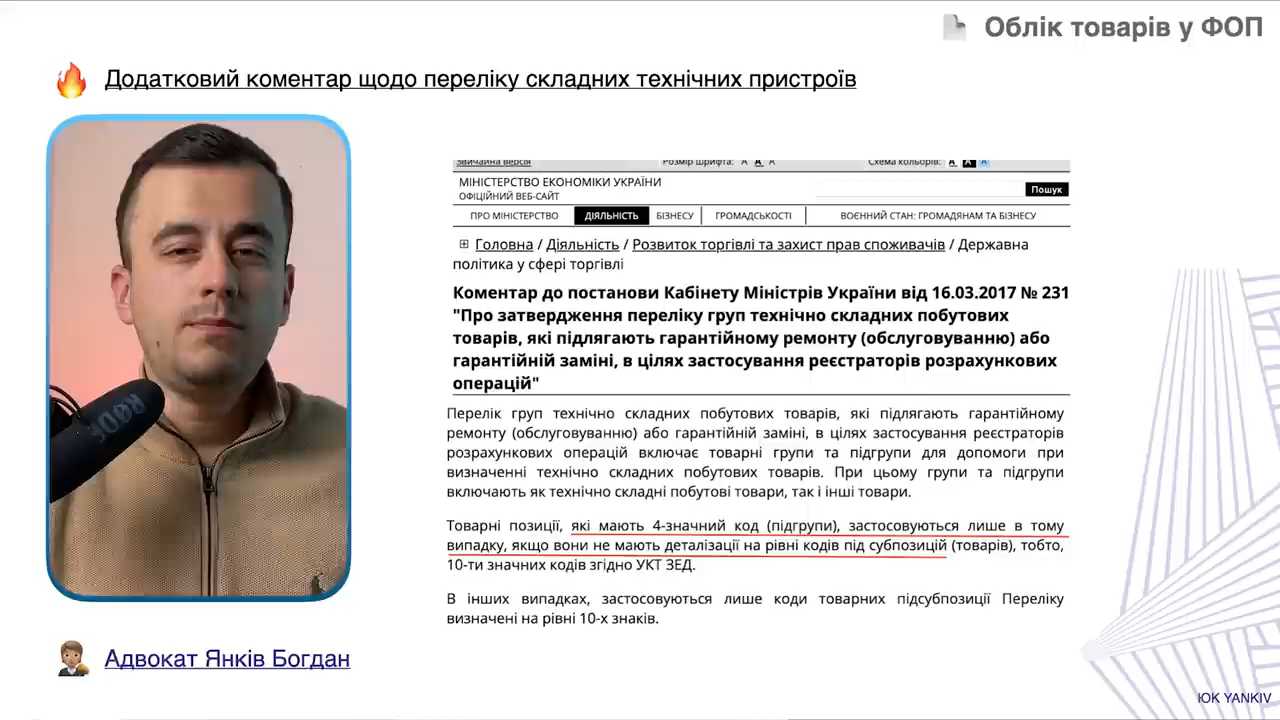 Облік товарів у ФОП
Додатковий коментар щодо переліку складних технічних пристроїв
Звичайна версія Розмір шрифта: А А А Схема кольорів: А А А
МІНІСТЕРСТВО ЕКОНОМІКИ УКРАЇНИ
ОФІЦІЙНИЙ ВЕБ-САЙТ
Пошук
ПРО МІНІСТЕРСТВО ДІЯЛЬНІСТЬ БІЗНЕСУ ГРОМАДСЬКОСТІ ВОЄННИЙ СТАН: ГРОМАДЯНАМ ТА БІЗНЕСУ
Головна / Діяльність / Розвиток торгівлі та захист прав споживачів / Державна
політика у сфері торгівлі
Коментар до постанови Кабінету Міністрів України від 16.03.2017 № 231
"Про затвердження переліку груп технічно складних побутових
товарів, які підлягають гарантійному ремонту (обслуговуванню) або
гарантійній заміні, в цілях застосування реєстраторів розрахункових
операцій"
Перелік груп технічно складних побутових товарів, які підлягають гарантійному
ремонту (обслуговуванню) або гарантійній заміні, в цілях застосування реєстраторів
розрахункових операцій включає товарні групи та підгрупи для допомоги при
визначенні технічно складних побутових товарів. При цьому групи та підгрупи
включають як технічно складні побутові товари, так і інші товари.
Товарні позиції, які мають 4-значний код (підгрупи), застосовуються лише в тому
випадку, якщо вони не мають деталізації на рівні кодів під субпозицій (товарів), тобто,
10-ти значних кодів згідно УКТ ЗЕД.
В інших випадках, застосовуються лише коди товарних підсубпозиції Переліку
визначені на рівні 10-х знаків.
RØDE
Адвокат Янків Богдан
ЮК YANKIV